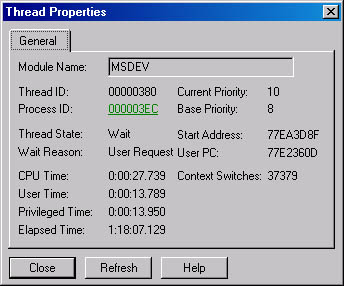 Thread Properties
General
Module Name: MSDEV
Thread ID: 00000380 Current Priority: 10
Process ID: 000003EC Base Priority: 8
Thread State: Wait Start Address: 77EA3D8F
Wait Reason: User Request User PC: 77E2360D
CPU Time: 0:00:27.739 Context Switches: 37379
User Time: 0:00:13.789
Privileged Time: 0:00:13.950
Elapsed Time: 1:18:07.129
Close Refresh Help